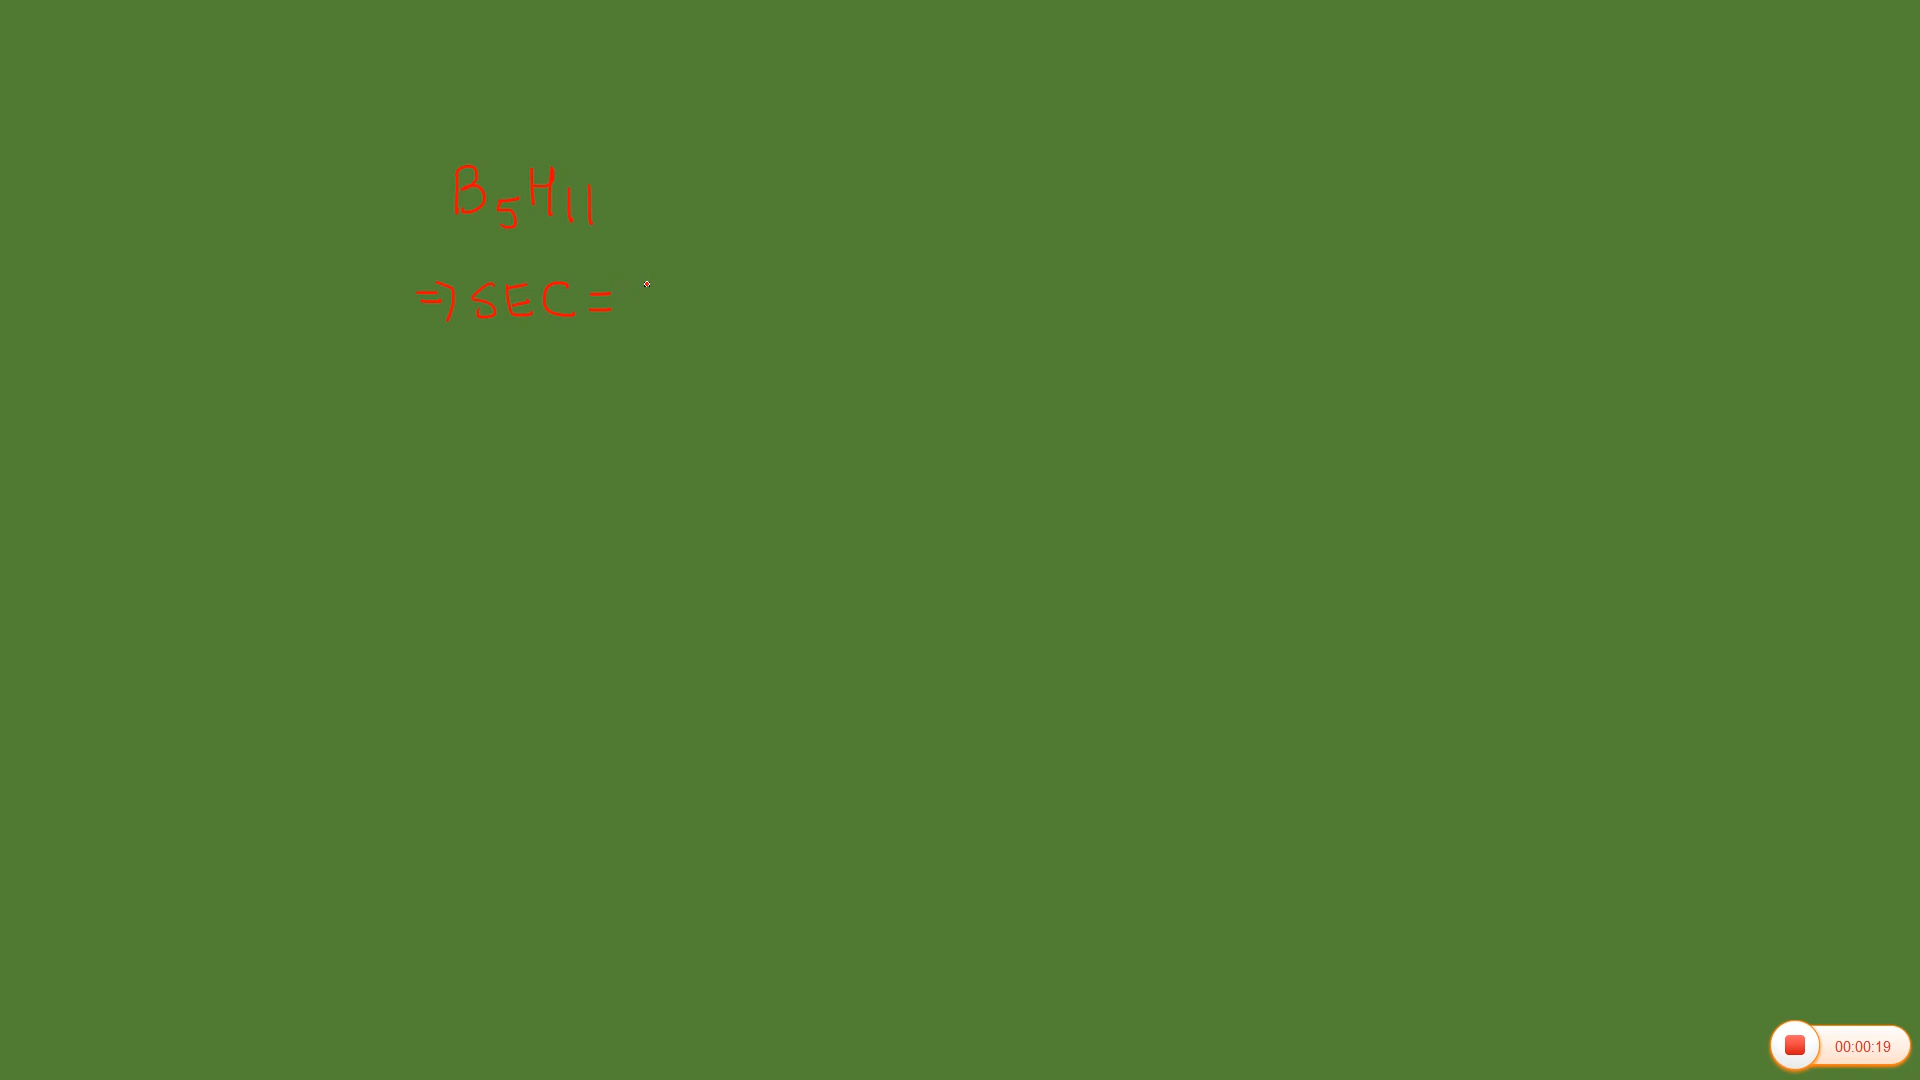 B5H11
⇒ SEC =
00:00:19